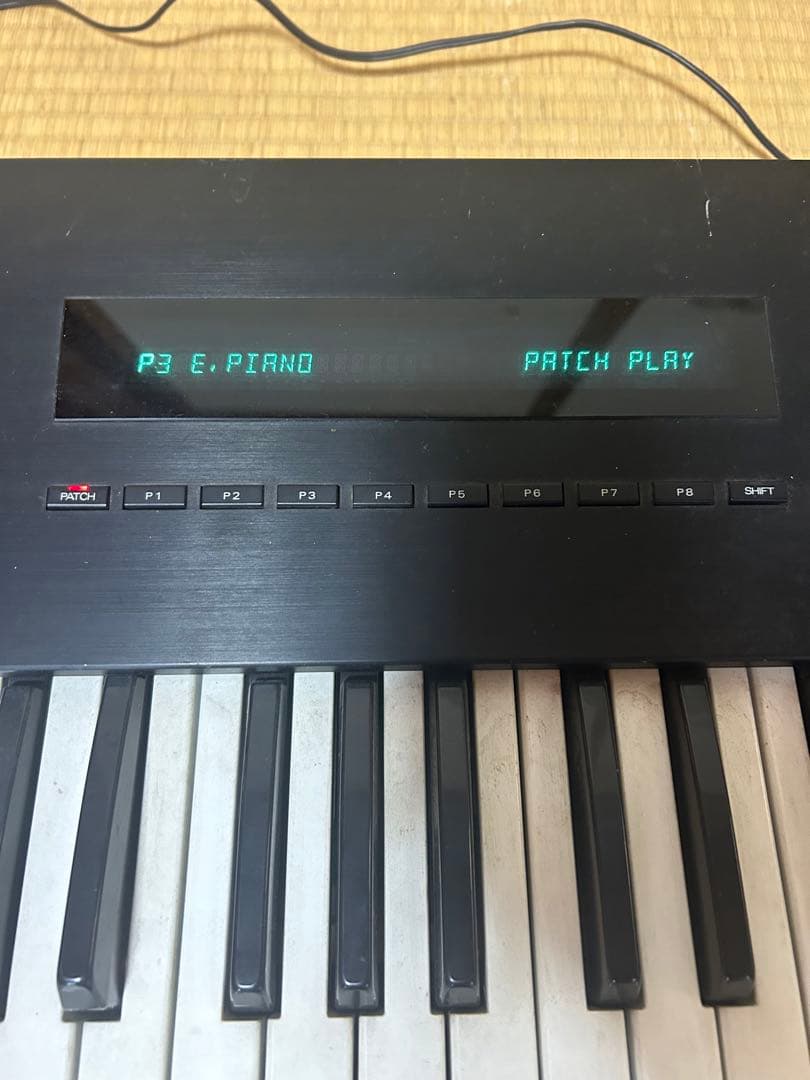 P3 E.PIANO PATCH PLAY
PATCH P1 P2 P3 P4 P5 P6 P7 P8 SHIFT